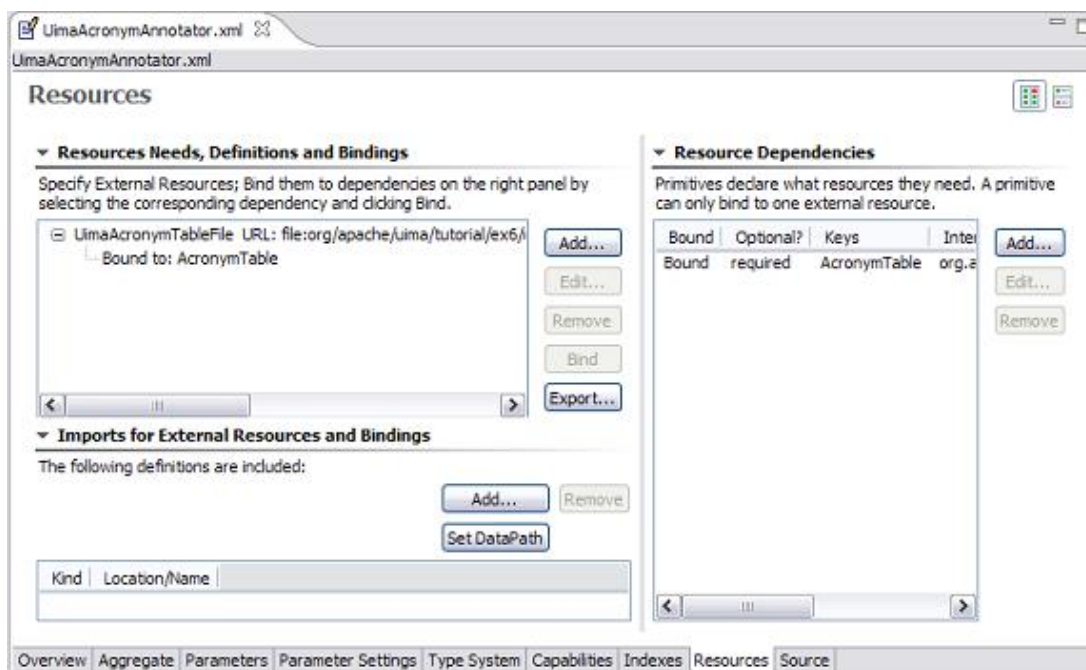 UimaAcronymAnnotator.xml
UimaAcronymAnnotator.xml
Resources
Resources Needs, Definitions and Bindings
Specify External Resources; Bind them to dependencies on the right panel by
selecting the corresponding dependency and clicking Bind.
UimaAcronymTableFile URL: file:org/apache/uima/tutorial/ex6/
Bound to: AcronymTable
Add...
Edit...
Remove
Bind
Export...
Imports for External Resources and Bindings
The following definitions are included:
Add... Remove
Set DataPath
Kind Location/Name
Resource Dependencies
Primitives declare what resources they need. A primitive
can only bind to one external resource.
Bound Optional? Keys Inter
Bound required AcronymTable org.a
Add...
Edit...
Remove
Overview Aggregate Parameters Parameter Settings Type System Capabilities Indexes Resources Source